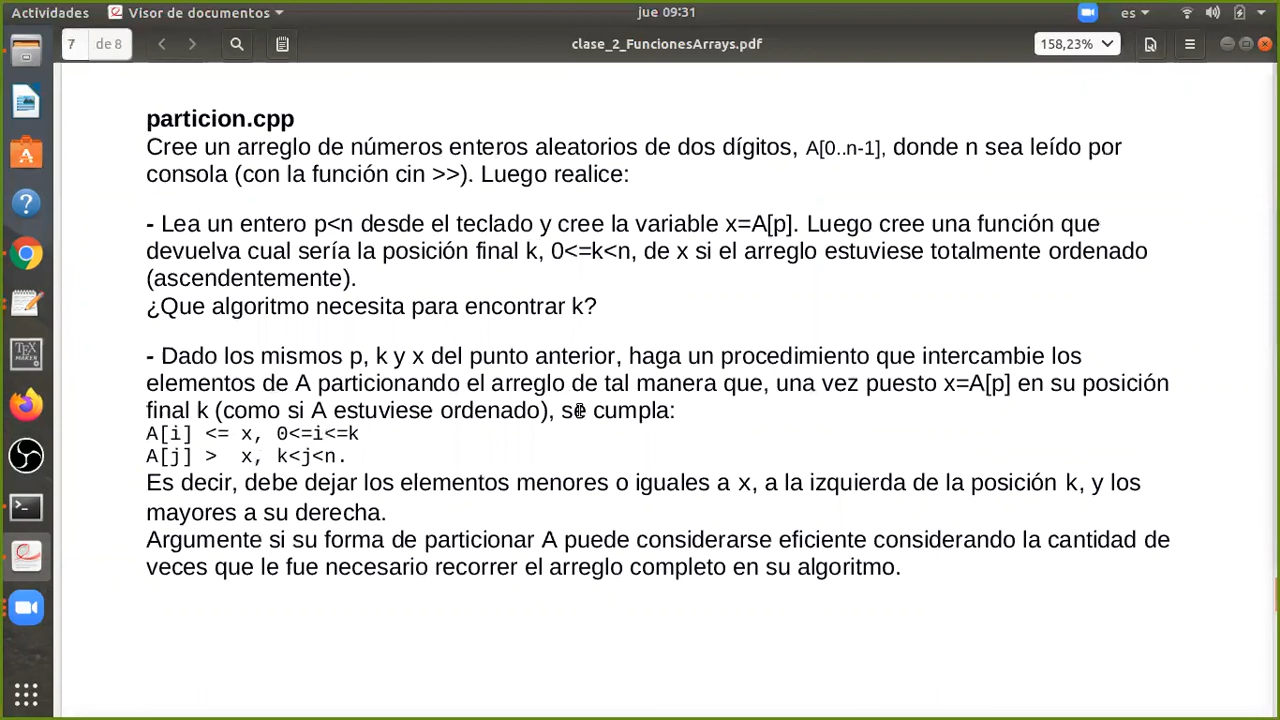 Actividades Visor de documentos jue 09:31 es
7 de 8 clase_2_FuncionesArrays.pdf 158,23%
particion.cpp
Cree un arreglo de números enteros aleatorios de dos dígitos, A[0..n-1], donde n sea leído por
consola (con la función cin >>). Luego realice:
- Lea un entero p<n desde el teclado y cree la variable x=A[p]. Luego cree una función que
devuelva cual sería la posición final k, 0<=k<n, de x si el arreglo estuviese totalmente ordenado
(ascendentemente).
¿Que algoritmo necesita para encontrar k?
- Dado los mismos p, k y x del punto anterior, haga un procedimiento que intercambie los
elementos de A particionando el arreglo de tal manera que, una vez puesto x=A[p] en su posición
final k (como si A estuviese ordenado), se cumpla:
A[i] <= x, 0<=i<=k
A[j] > x, k<j<n.
Es decir, debe dejar los elementos menores o iguales a x, a la izquierda de la posición k, y los
mayores a su derecha.
Argumente si su forma de particionar A puede considerarse eficiente considerando la cantidad de
veces que le fue necesario recorrer el arreglo completo en su algoritmo.
TEX
MAKER